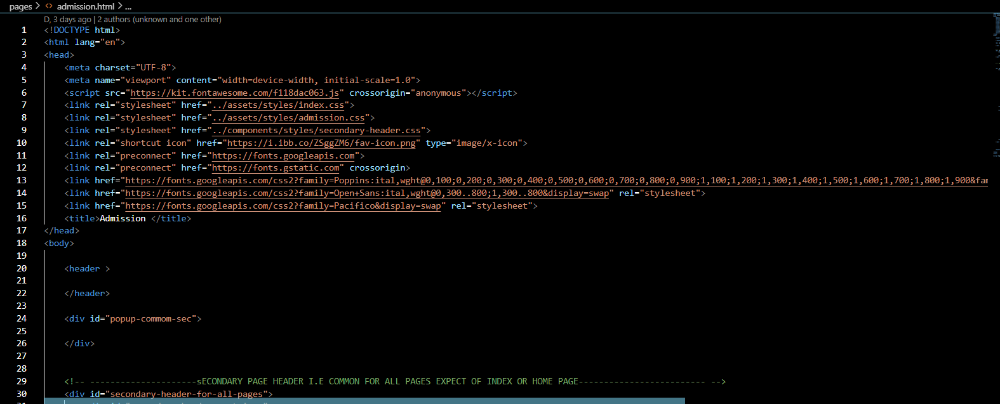 pages > <> admission.html > ...
D, 3 days ago | 2 authors (unknown and one other)
1 <!DOCTYPE html>
2 <html lang="en">
3 <head>
4 <meta charset="UTF-8">
5 <meta name="viewport" content="width=device-width, initial-scale=1.0">
6 <script src="https://kit.fontawesome.com/f118dac063.js" crossorigin="anonymous"></script>
7 <link rel="stylesheet" href="../assets/styles/index.css">
8 <link rel="stylesheet" href="../assets/styles/admission.css">
9 <link rel="stylesheet" href="../components/styles/secondary-header.css">
10 <link rel="shortcut icon" href="https://i.ibb.co/ZSggZM6/fav-icon.png" type="image/x-icon">
11 <link rel="preconnect" href="https://fonts.googleapis.com">
12 <link rel="preconnect" href="https://fonts.gstatic.com" crossorigin>
13 <link href="https://fonts.googleapis.com/css2?family=Poppins:ital,wght@0,100;0,200;0,300;0,400;0,500;0,600;0,700;0,800;0,900;1,100;1,200;1,300;1,400;1,500;1,600;1,700;1,800;1,900&fam
14 <link href="https://fonts.googleapis.com/css2?family=Open+Sans:ital,wght@0,300..800;1,300..800&display=swap" rel="stylesheet">
15 <link href="https://fonts.googleapis.com/css2?family=Pacifico&display=swap" rel="stylesheet">
16 <title>Admission </title>
17 </head>
18 <body>
19
20 <header >
21
22 </header>
23
24 <div id="popup-commom-sec">
25
26 </div>
27
28
29 <!-- ---------------------sECONDARY PAGE HEADER I.E COMMON FOR ALL PAGES EXPECT OF INDEX OR HOME PAGE------------------------- -->
30 <div id="secondary-header-for-all-pages">